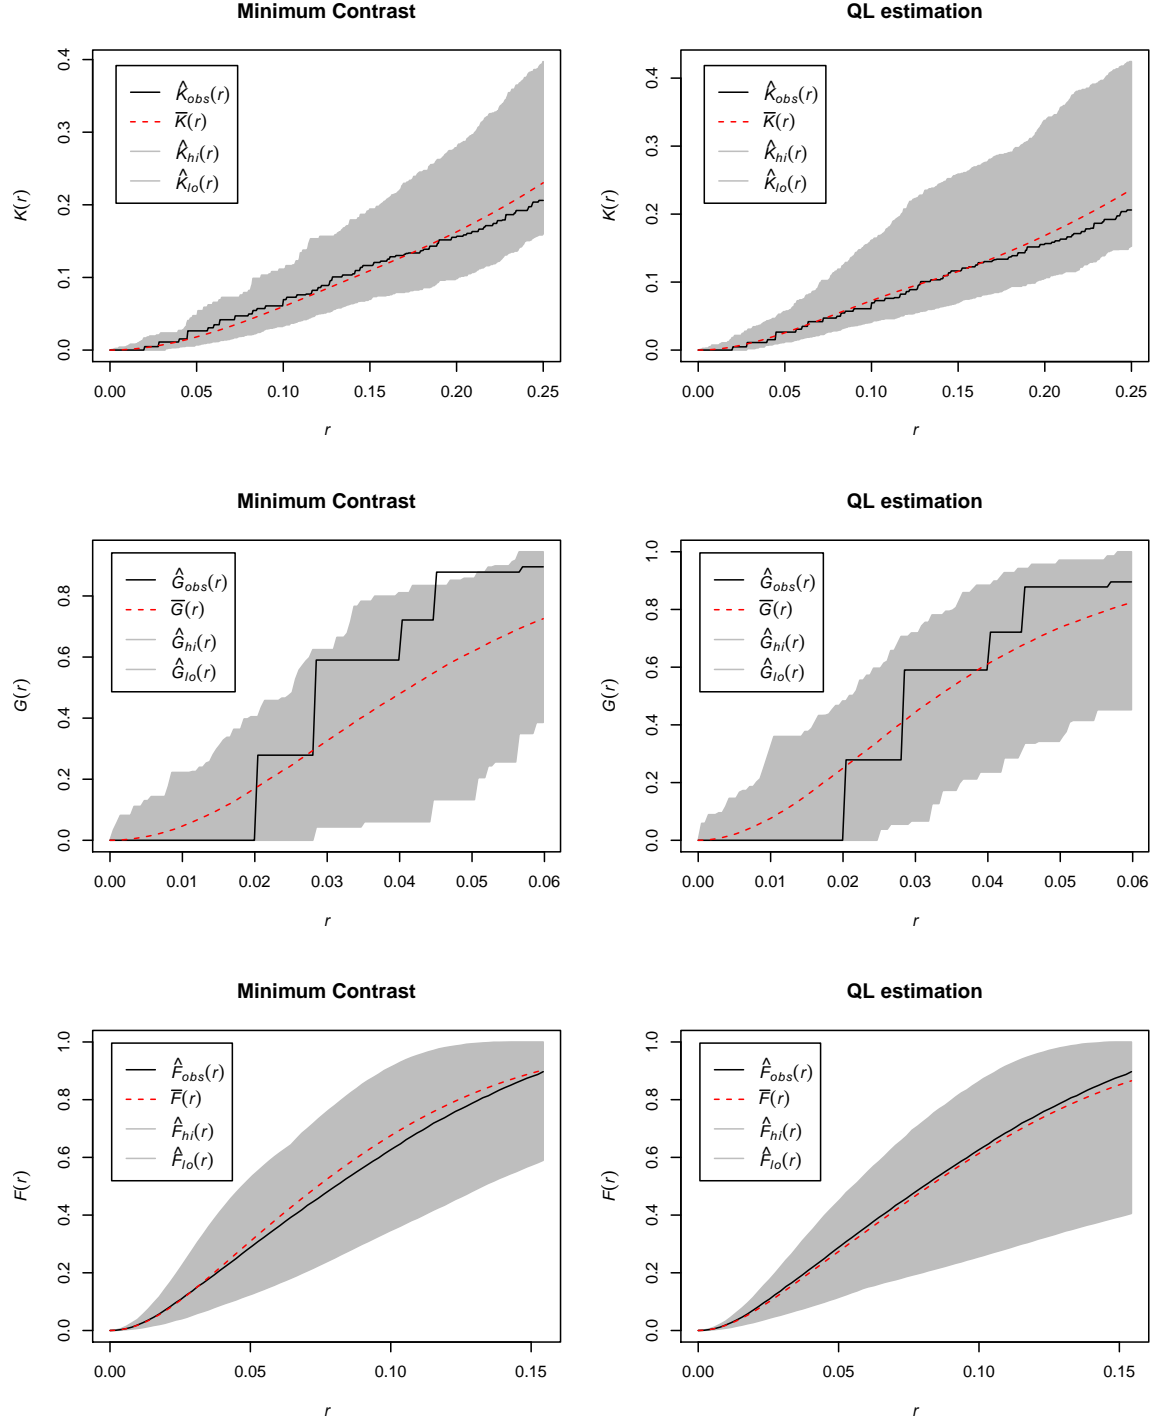 Minimum Contrast
K(r)
0.0 0.1 0.2 0.3 0.4
K̂obs(r)
K̅(r)
K̂hi(r)
K̂lo(r)
0.00 0.05 0.10 0.15 0.20 0.25
r
QL estimation
K(r)
0.0 0.1 0.2 0.3 0.4
K̂obs(r)
K̅(r)
K̂hi(r)
K̂lo(r)
0.00 0.05 0.10 0.15 0.20 0.25
r
Minimum Contrast
G(r)
0.0 0.2 0.4 0.6 0.8
Ĝobs(r)
G̅(r)
Ĝhi(r)
Ĝlo(r)
0.00 0.01 0.02 0.03 0.04 0.05 0.06
r
QL estimation
G(r)
0.0 0.2 0.4 0.6 0.8 1.0
Ĝobs(r)
G̅(r)
Ĝhi(r)
Ĝlo(r)
0.00 0.01 0.02 0.03 0.04 0.05 0.06
r
Minimum Contrast
F(r)
0.0 0.2 0.4 0.6 0.8 1.0
F̂obs(r)
F̅(r)
F̂hi(r)
F̂lo(r)
0.00 0.05 0.10 0.15
r
QL estimation
F(r)
0.0 0.2 0.4 0.6 0.8 1.0
F̂obs(r)
F̅(r)
F̂hi(r)
F̂lo(r)
0.00 0.05 0.10 0.15
r